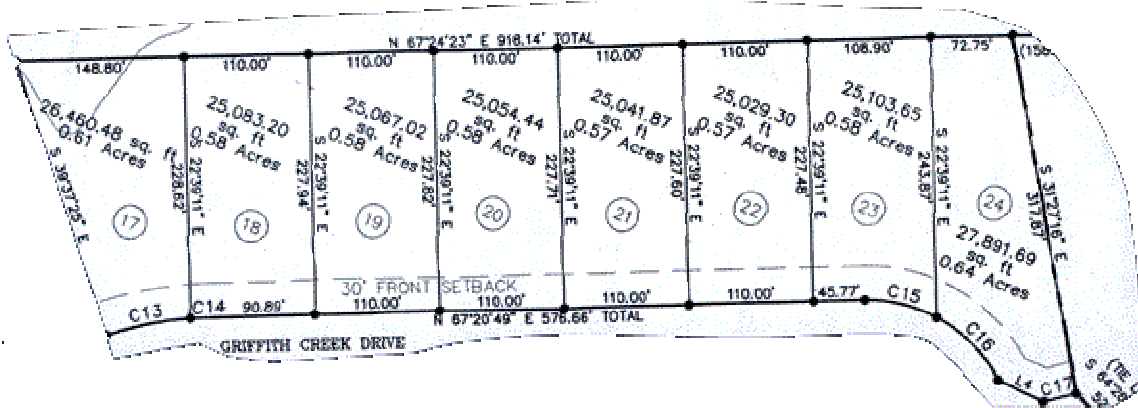 N 67°24'23" E 918.14' TOTAL
148.80'
110.00'
110.00'
110.00'
110.00'
110.00'
108.90'
72.75'
26,460.48 sq. ft
0.61 Acres
25,083.20
sq. ft
0.58 Acres
25,067.02
sq. ft
0.58 Acres
25,054.44
sq. ft
0.58 Acres
25,041.87
sq. ft
0.57 Acres
25,029.30
sq. ft
0.57 Acres
25,103.65
sq. ft
0.58 Acres
27,891.69
sq. ft
0.64 Acres
S 39°37'25" E
S 22°39'11" E
228.62'
S 22°39'11" E
227.94'
S 22°39'11" E
227.82'
S 22°39'11" E
227.71'
S 22°39'11" E
227.60'
S 22°39'11" E
227.48'
S 22°39'11" E
243.87'
S 31°27'16" E
317.87'
17
18
19
20
21
22
23
24
30' FRONT SETBACK
C13
C14
90.89'
110.00'
110.00'
110.00'
110.00'
45.77'
C15
N 67°20'49" E 576.66' TOTAL
GRIFFITH CREEK DRIVE
C16
L4
C17